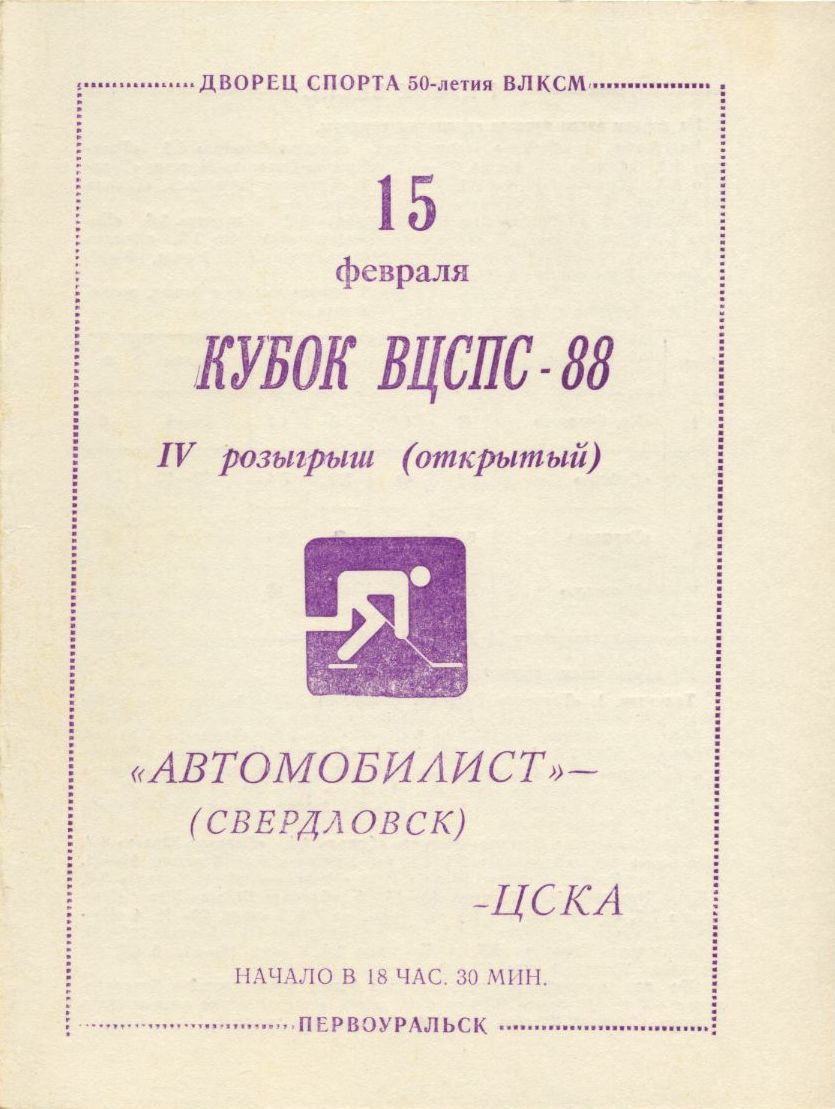 ДВОРЕЦ СПОРТА 50-летия ВЛКСМ
15
февраля
КУБОК ВЦСПС - 88
IV розыгрыш (открытый)
«АВТОМОБИЛИСТ» —
(СВЕРДЛОВСК)
-ЦСКА
НАЧАЛО В 18 ЧАС. 30 МИН.
ПЕРВОУРАЛЬСК